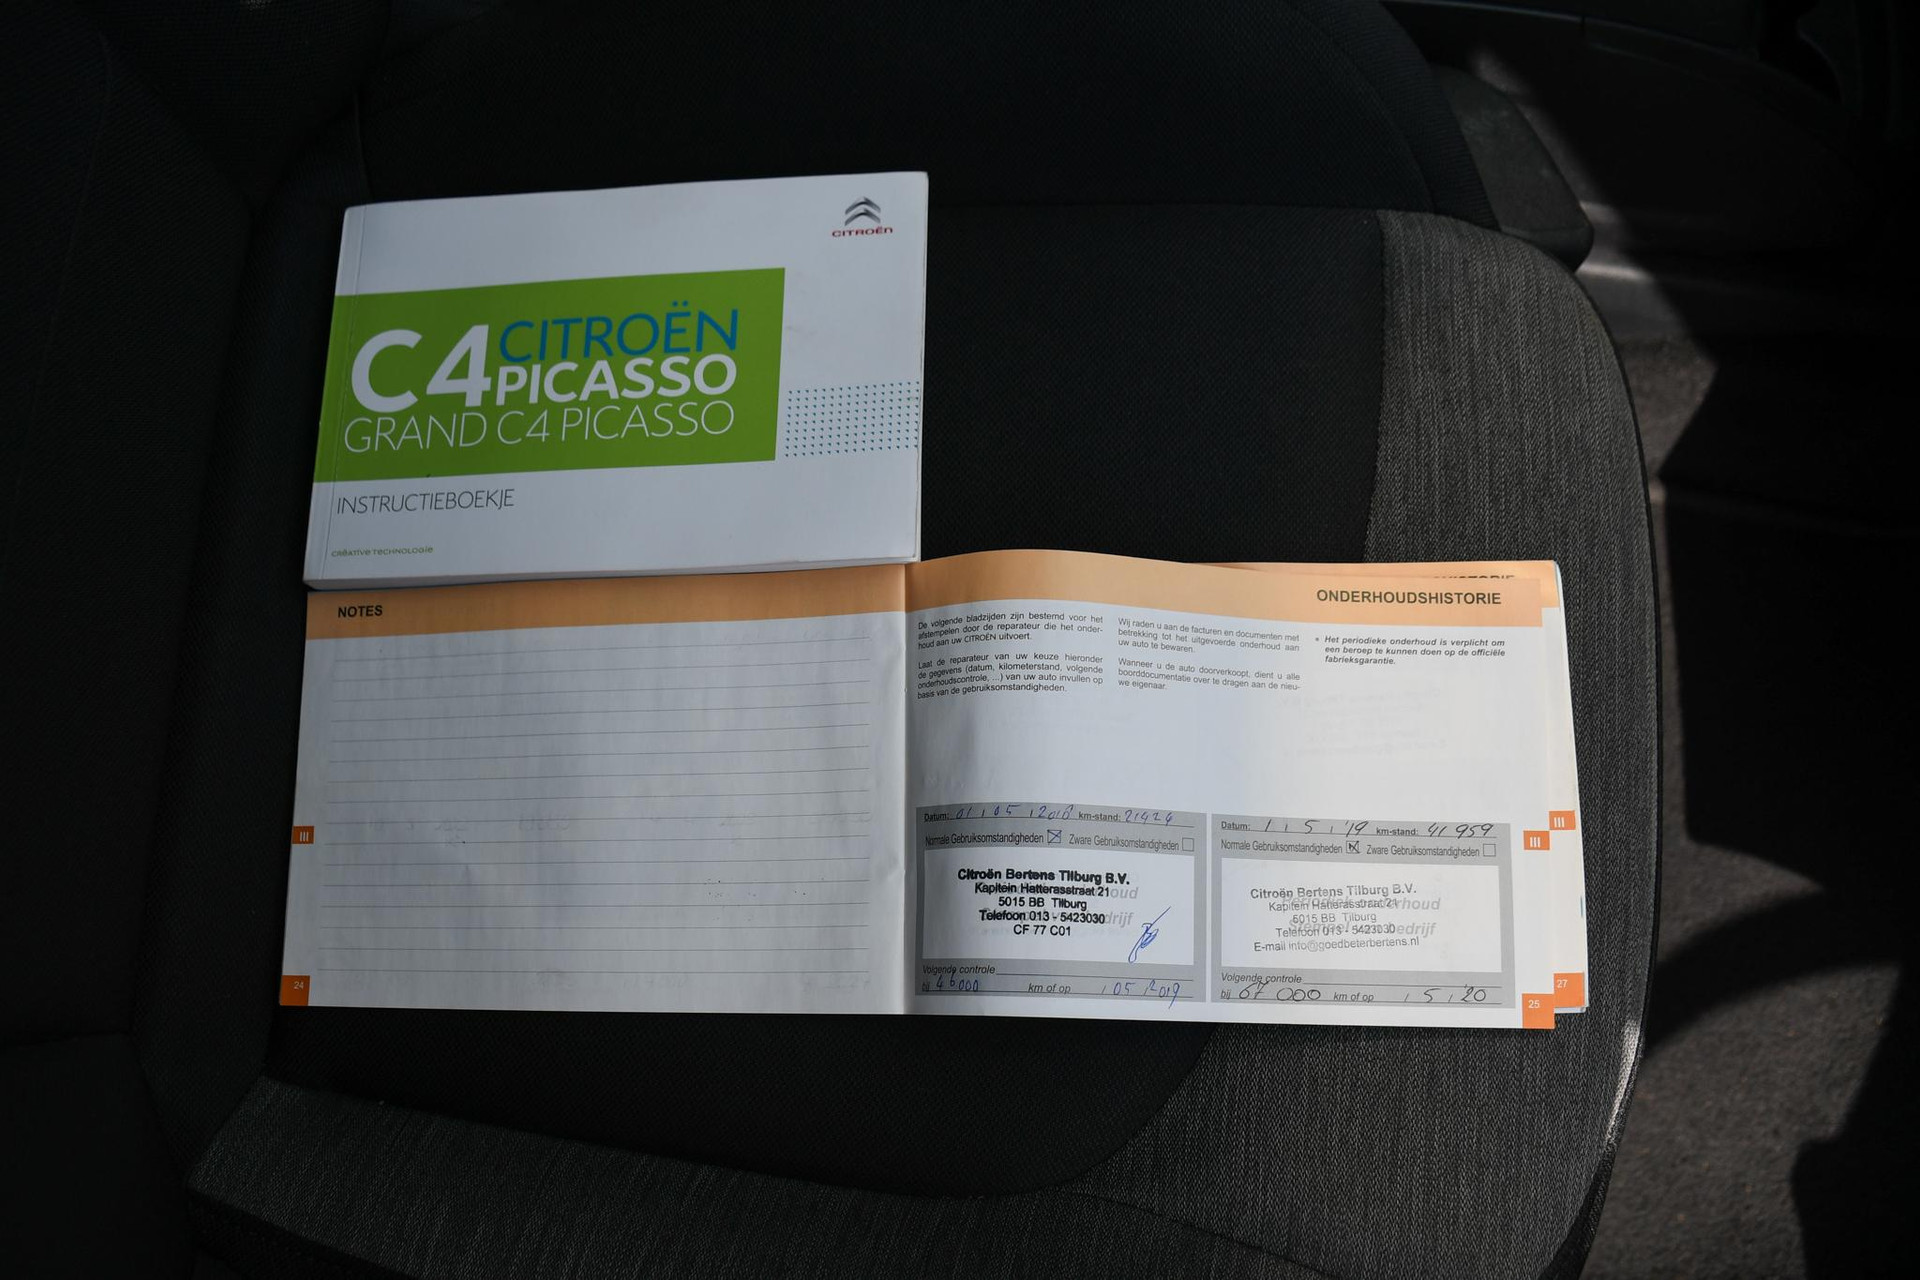 CITROËN
C4 CITROËN
PICASSO
GRAND C4 PICASSO
INSTRUCTIEBOEKJE
CRÉATIVE TECHNOLOGIE
NOTES
III
24
ONDERHOUDSHISTORIE
De volgende bladzijden zijn bestemd voor het
afstempelen door de reparateur die het onder-
houd aan uw CITROËN uitvoert.
Laat de reparateur van uw keuze hieronder
de gegevens (datum, kilometerstand, volgende
onderhoudscontrole, ...) van uw auto invullen op
basis van de gebruiksomstandigheden.
Wij raden u aan de facturen en documenten met
betrekking tot het uitgevoerde onderhoud aan
uw auto te bewaren.
Wanneer u de auto doorverkoopt, dient u alle
boorddocumentatie over te dragen aan de nieu-
we eigenaar.
Het periodieke onderhoud is verplicht om
een beroep te kunnen doen op de officiële
fabrieksgarantie.
Datum: 01 / 05 / 2018 km-stand: 21424
Normale Gebruiksomstandigheden Zware Gebruiksomstandigheden
Citroën Bertens Tilburg B.V.
Kapitein Hatterasstraat 21
5015 BB Tilburg
Telefoon 013 - 5423030
CF 77 C01
Volgende controle
bij 46000 km of op / 05 / 2019
Datum: 1 / 5 / '19 km-stand: 41 959
Normale Gebruiksomstandigheden Zware Gebruiksomstandigheden
Citroën Bertens Tilburg B.V.
Kapitein Hatterasstraat 21
5015 BB Tilburg
Telefoon 013 - 5423030
E-mail info@goedbeterbertens.nl
Volgende controle
bij 67 000 km of op / 5 / '20
III
25
III
27